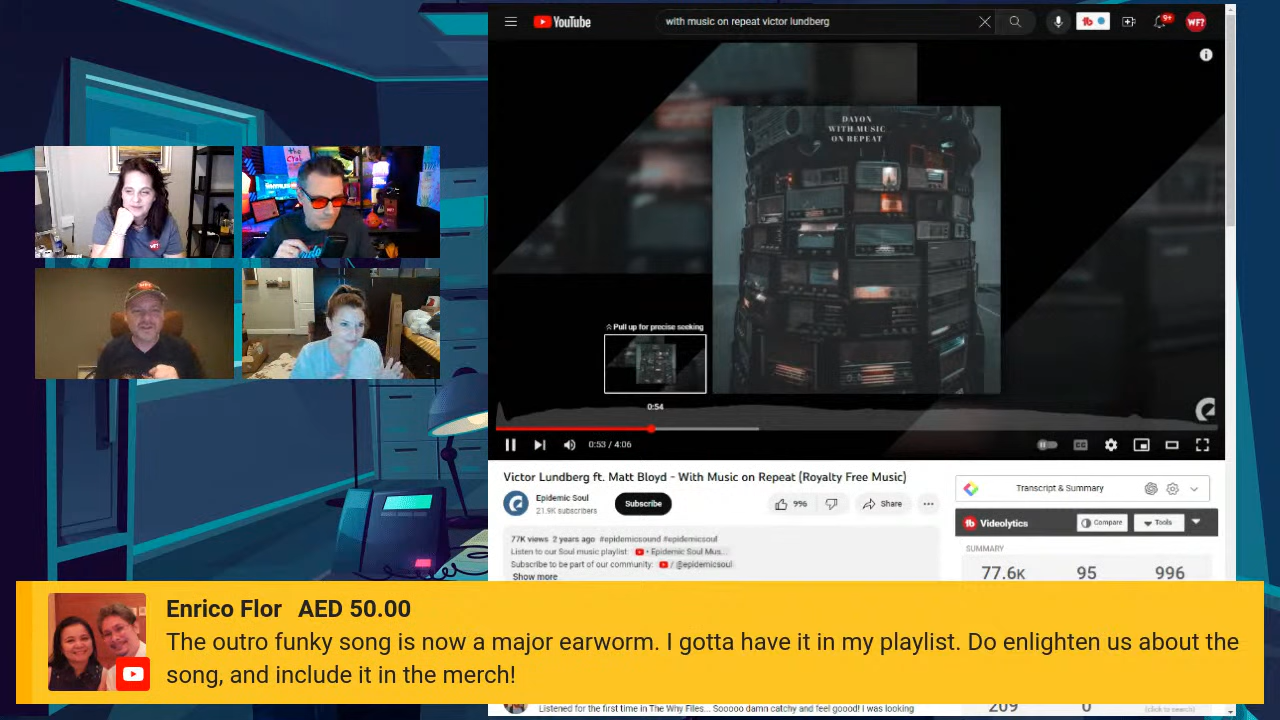 YouTube
with music on repeat victor lundberg
9+
WF?
DAYON
WITH MUSIC
ON REPEAT
Pull up for precise seeking
0:54
0:53 / 4:06
Victor Lundberg ft. Matt Bloyd - With Music on Repeat (Royalty Free Music)
Epidemic Soul
21.9K subscribers
Subscribe
996
Share
77K views 2 years ago #epidemicsound #epidemicsoul
Listen to our Soul music playlist: • Epidemic Soul Mus...
Subscribe to be part of our community: / @epidemicsoul
Show more
Transcript & Summary
Videolytics
Compare
Tools
SUMMARY
77.6K 95 996
Enrico Flor AED 50.00
The outro funky song is now a major earworm. I gotta have it in my playlist. Do enlighten us about the
song, and include it in the merch!
Listened for the first time in The Why Files... Sooooo damn catchy and feel goood! I was looking
209 0
(click to search)